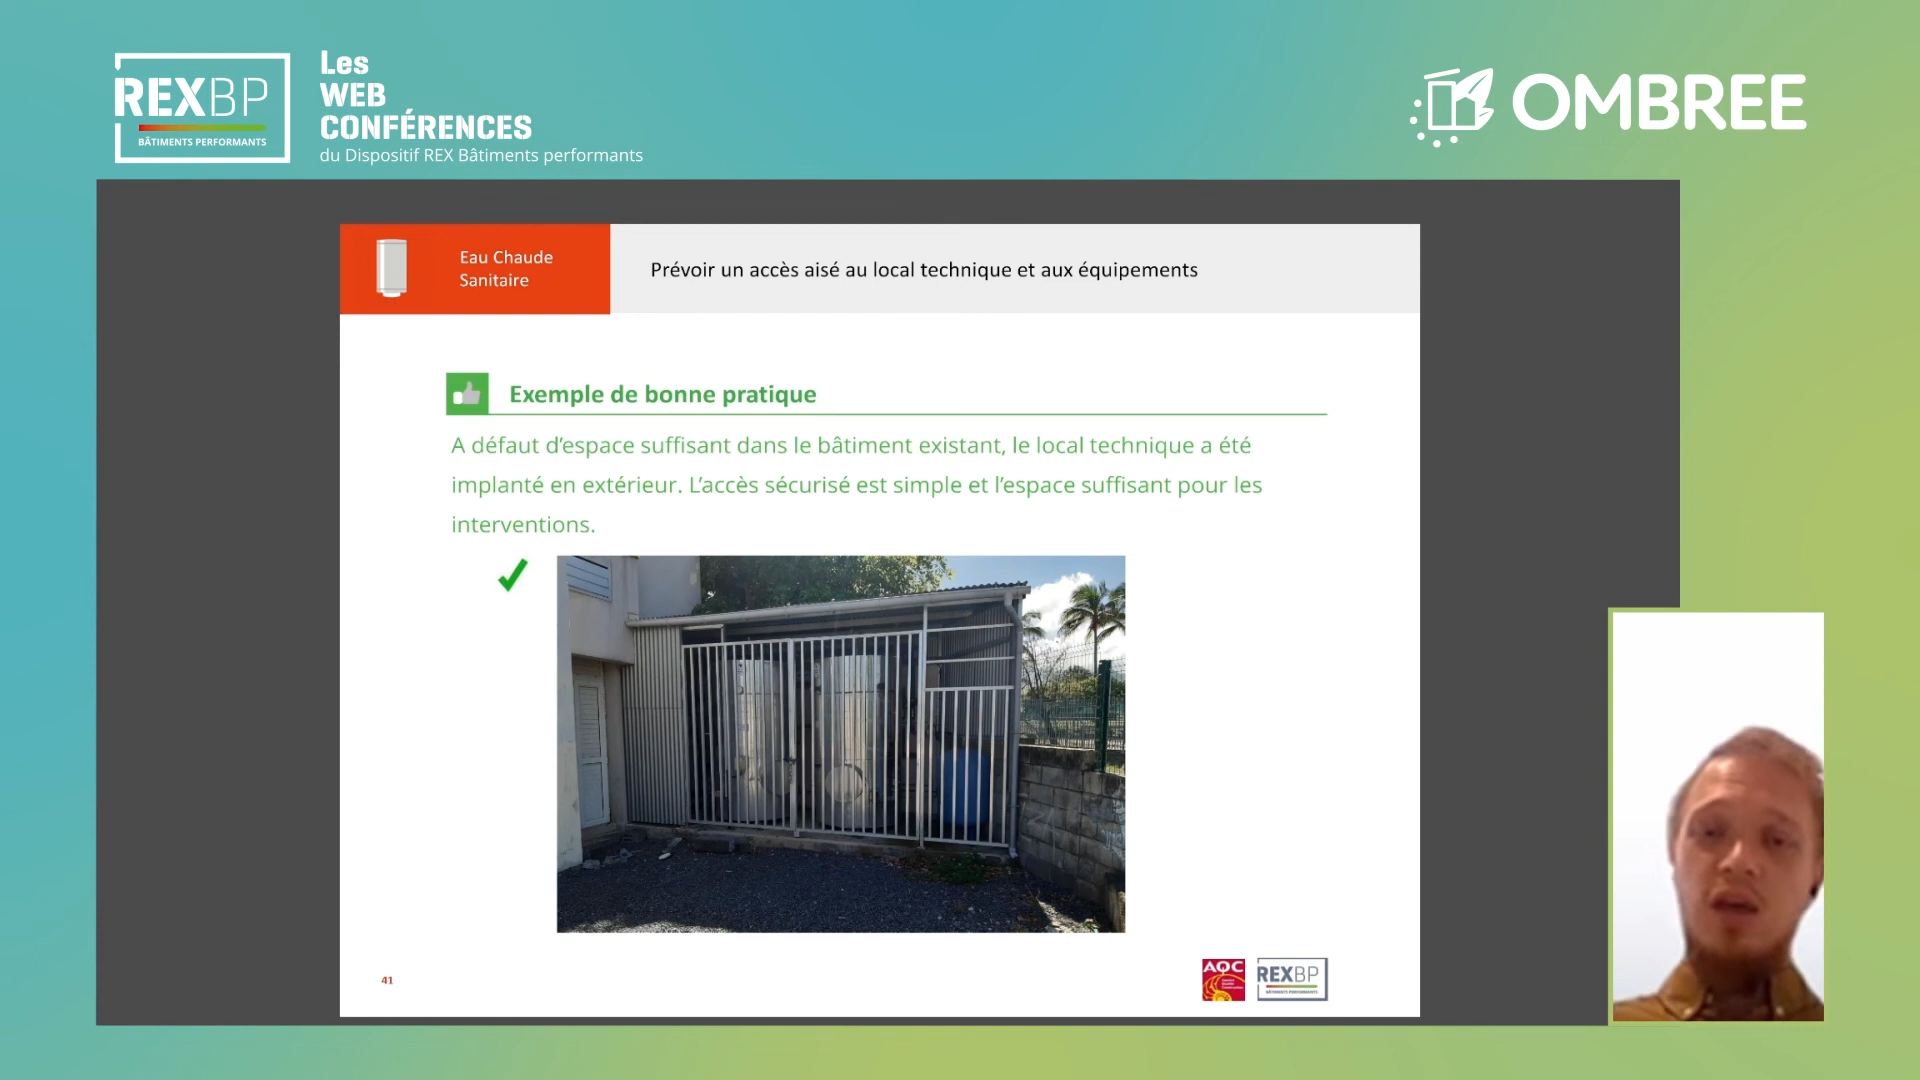 REXBP
BÂTIMENTS PERFORMANTS
Les
WEB
CONFÉRENCES
du Dispositif REX Bâtiments performants
OMBREE
Eau Chaude
Sanitaire
Prévoir un accès aisé au local technique et aux équipements
Exemple de bonne pratique
A défaut d’espace suffisant dans le bâtiment existant, le local technique a été
implanté en extérieur. L’accès sécurisé est simple et l’espace suffisant pour les
interventions.
41
AQC
REXBP
BÂTIMENTS PERFORMANTS